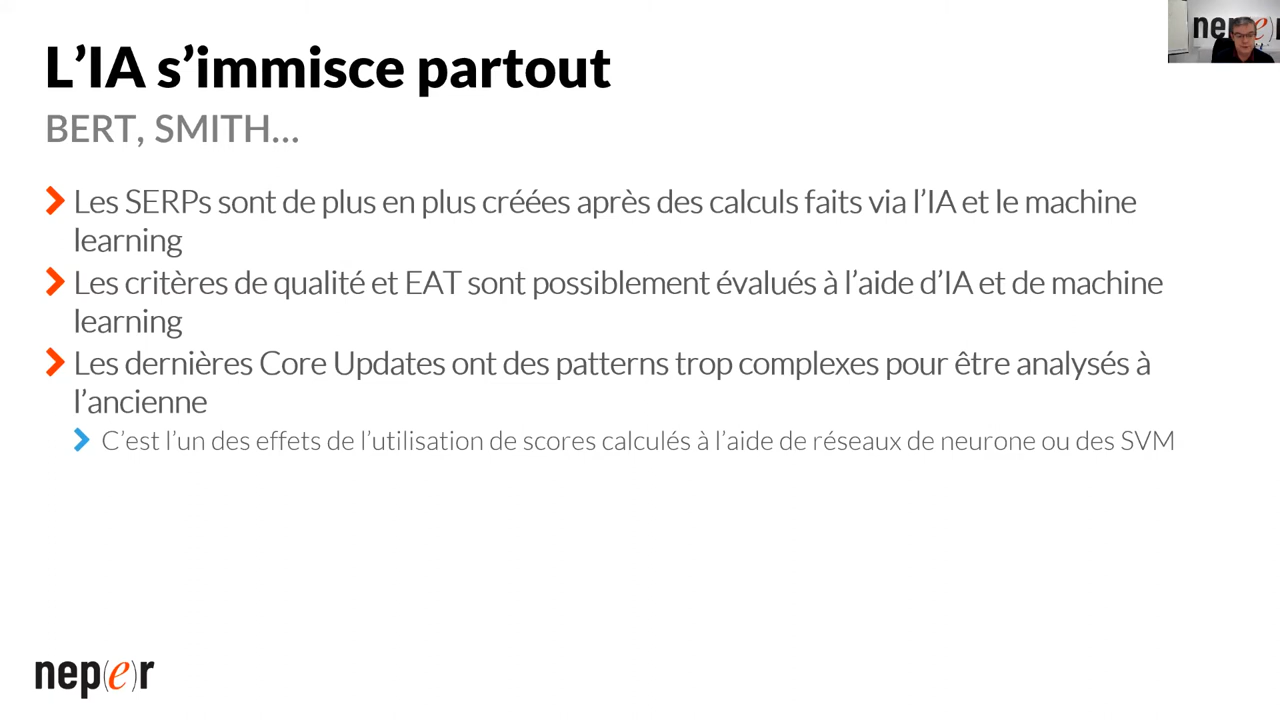 L’IA s’immisce partout
BERT, SMITH…
Les SERPs sont de plus en plus créées après des calculs faits via l’IA et le machine
learning
Les critères de qualité et EAT sont possiblement évalués à l’aide d’IA et de machine
learning
Les dernières Core Updates ont des patterns trop complexes pour être analysés à
l’ancienne
C’est l’un des effets de l’utilisation de scores calculés à l’aide de réseaux de neurone ou des SVM
nep(e)r
nep(e)r